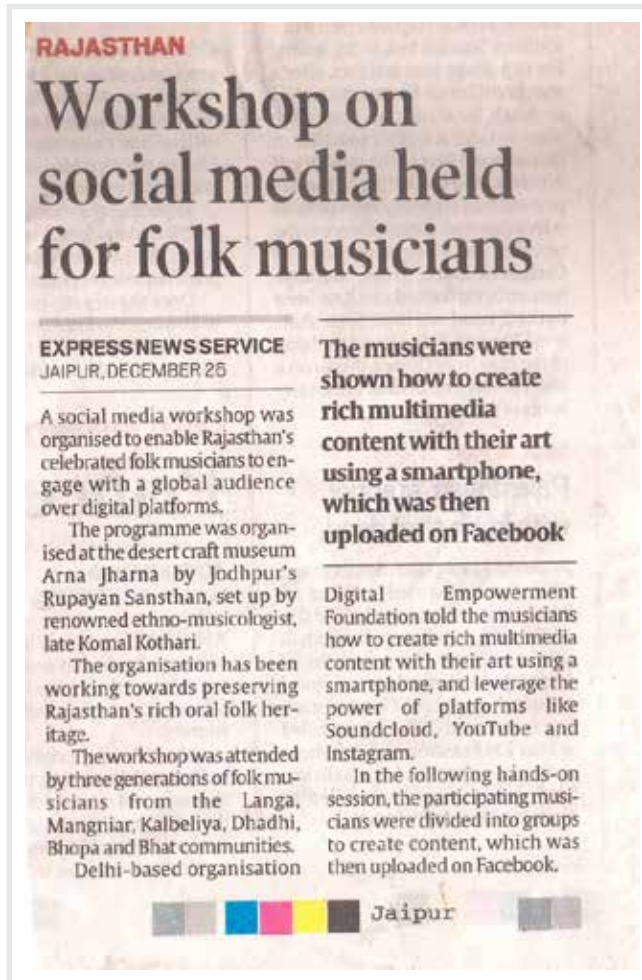 RAJASTHAN
Workshop on
social media held
for folk musicians
EXPRESS NEWS SERVICE
JAIPUR, DECEMBER 26
A social media workshop was
organised to enable Rajasthan's
celebrated folk musicians to en-
gage with a global audience
over digital platforms.
The programme was organ-
ised at the desert craft museum
Arna Jharna by Jodhpur's
Rupayan Sansthan, set up by
renowned ethno-musicologist,
late Komal Kothari.
The organisation has been
working towards preserving
Rajasthan's rich oral folk her-
itage.
The workshop was attended
by three generations of folk mu-
sicians from the Langa,
Mangniar, Kalbeliya, Dhadhi,
Bhopa and Bhat communities.
Delhi-based organisation
The musicians were
shown how to create
rich multimedia
content with their art
using a smartphone,
which was then
uploaded on Facebook
Digital Empowerment
Foundation told the musicians
how to create rich multimedia
content with their art using a
smartphone, and leverage the
power of platforms like
Soundcloud, YouTube and
Instagram.
In the following hands-on
session, the participating musi-
cians were divided into groups
to create content, which was
then uploaded on Facebook.
Jaipur